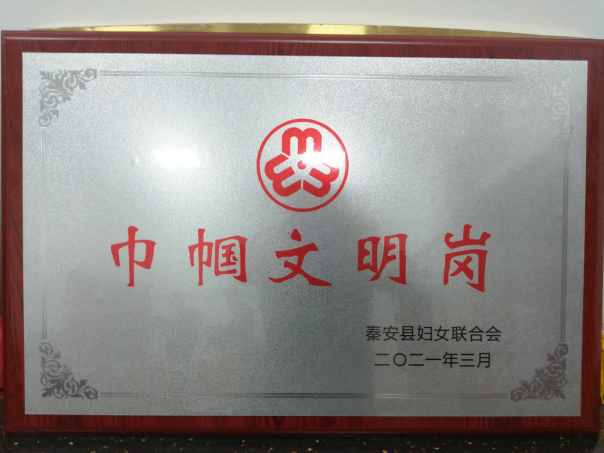 巾帼文明岗
秦安县妇女联合会
二〇二一年三月